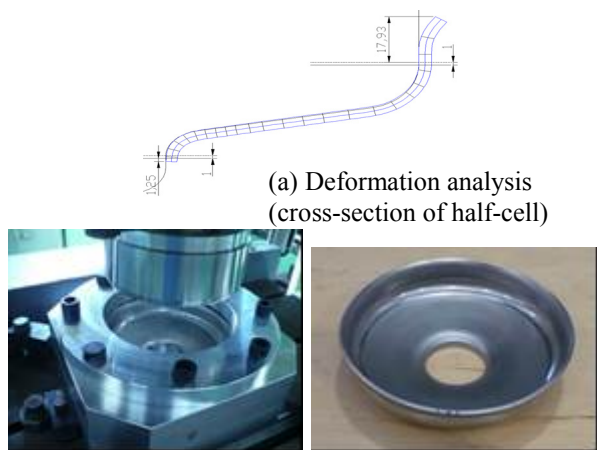 17,93
1
1,25
1
(a) Deformation analysis
(cross-section of half-cell)